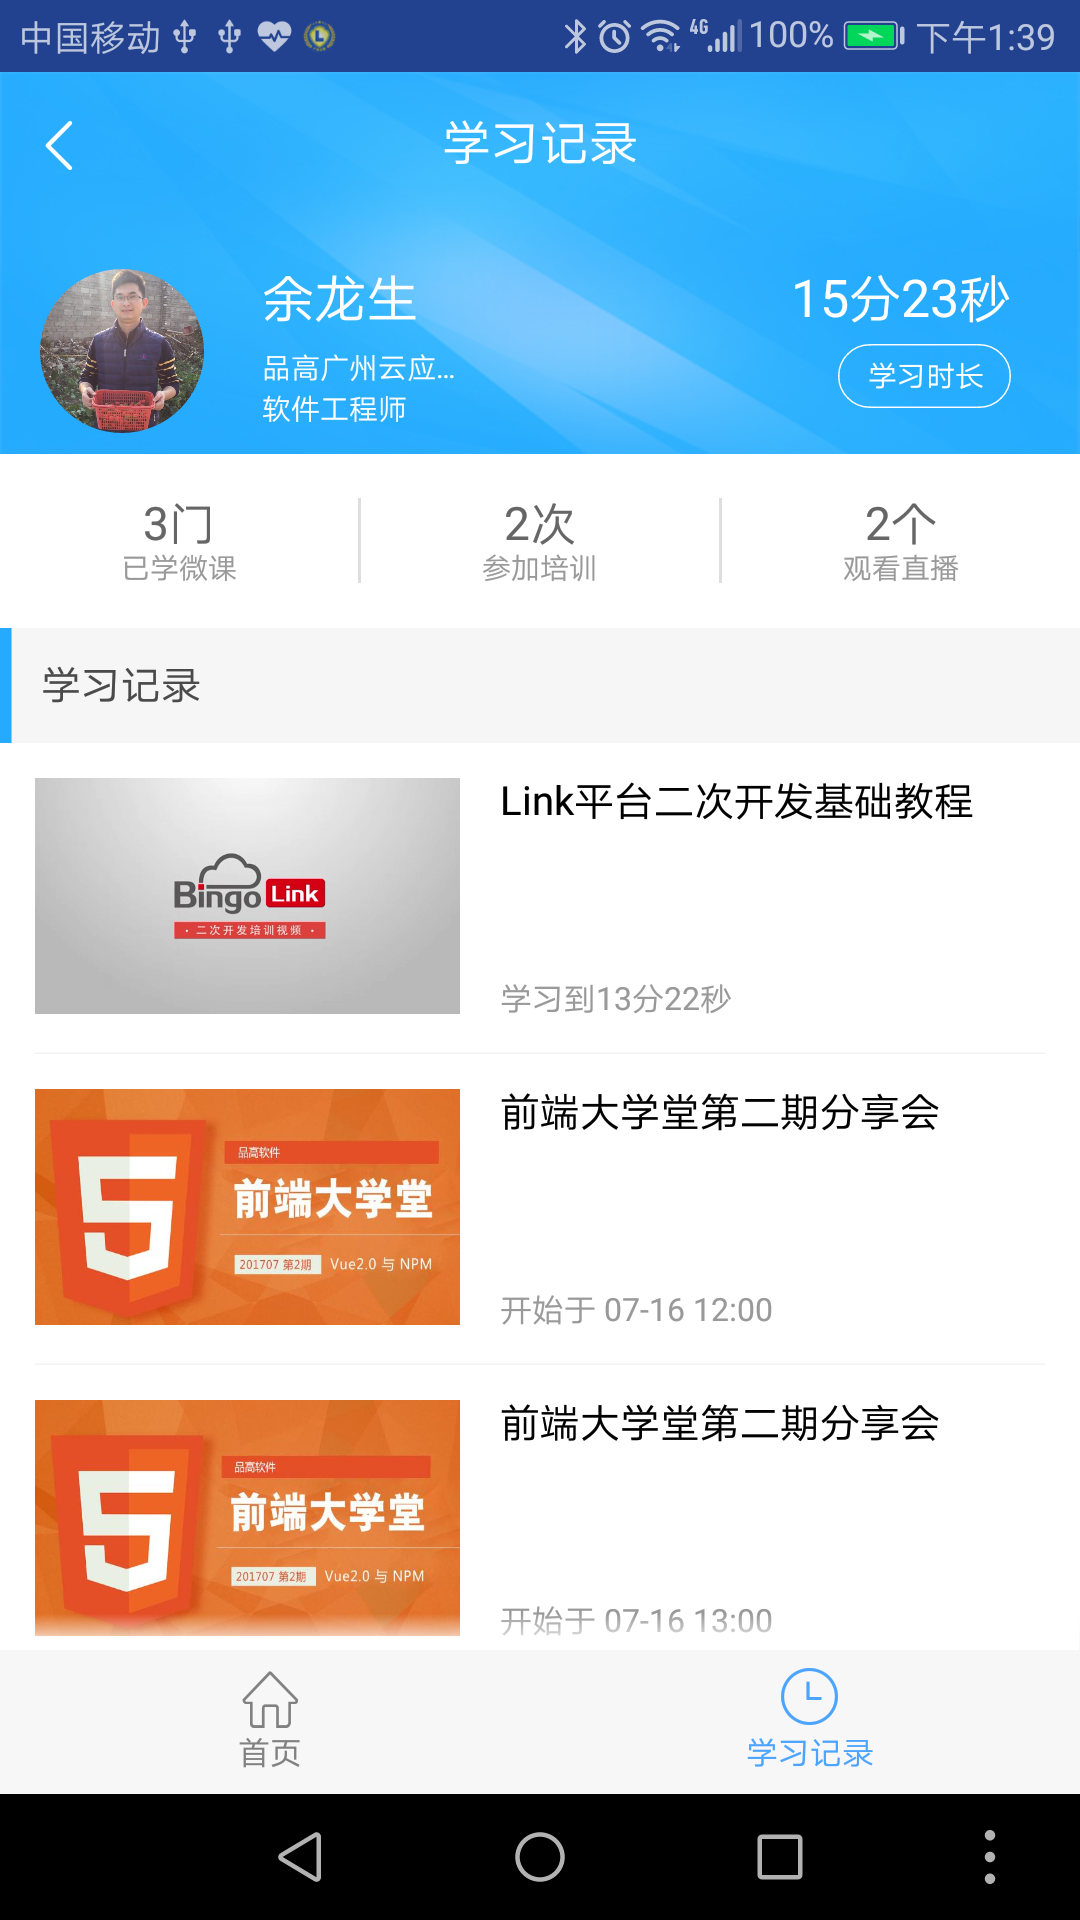 中国移动 4G 100% 下午1:39
学习记录
余龙生 15分23秒
品高广州云应... 学习时长
软件工程师
3门 2次 2个
已学微课 参加培训 观看直播
学习记录
Link平台二次开发基础教程
Bingo Link
·二次开发培训视频·
学习到13分22秒
前端大学堂第二期分享会
品高软件
前端大学堂
201707 第2期 Vue2.0 与 NPM
开始于 07-16 12:00
前端大学堂第二期分享会
品高软件
前端大学堂
201707 第2期 Vue2.0 与 NPM
开始于 07-16 13:00
首页 学习记录